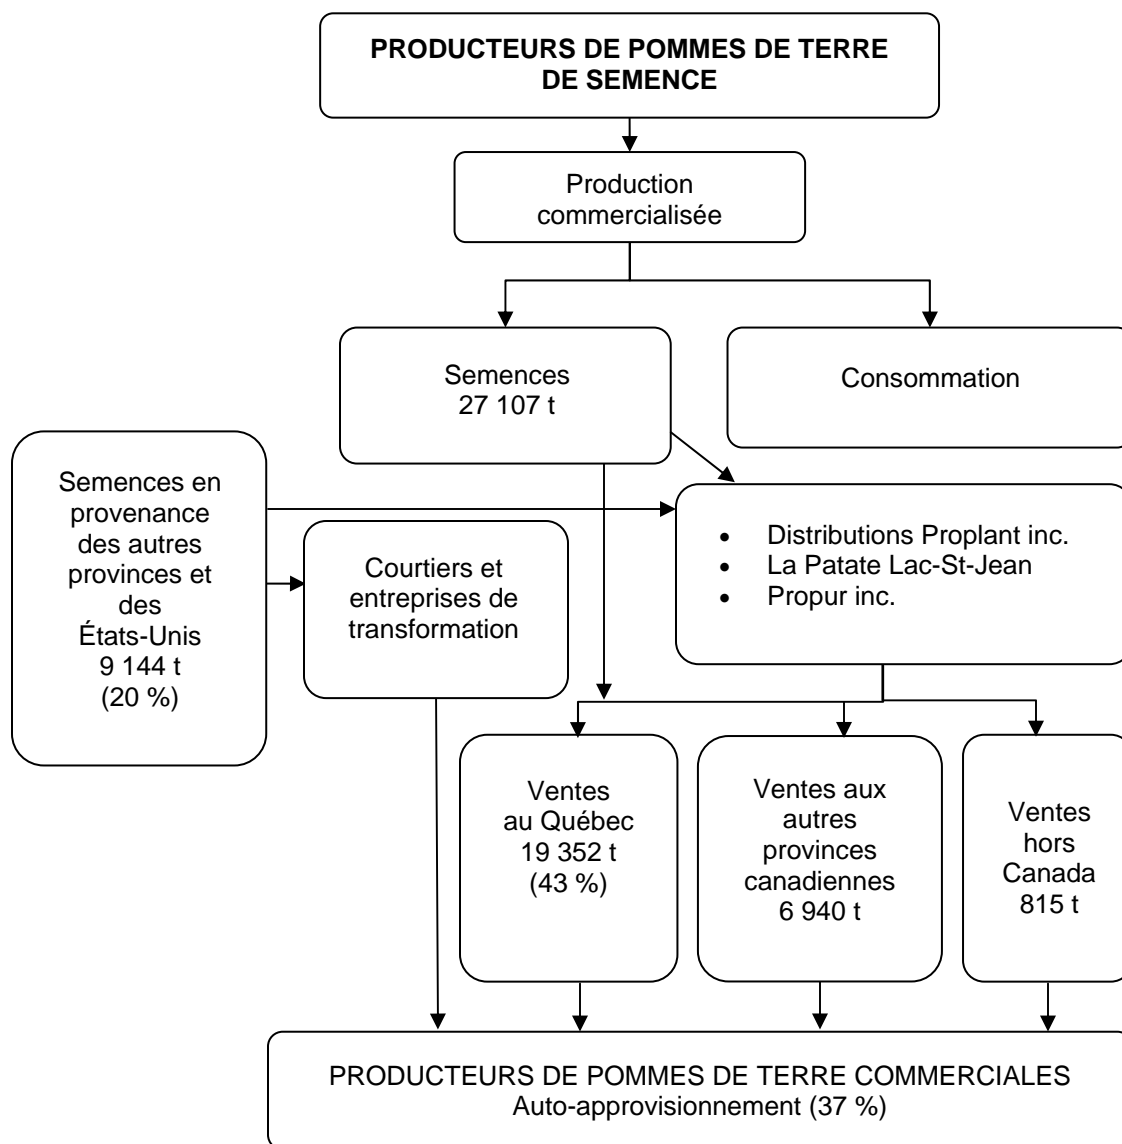 PRODUCTEURS DE POMMES DE TERRE
DE SEMENCE
Production
commercialisée
Semences
27 107 t
Consommation
Semences en
provenance
des autres
provinces et
des
États-Unis
9 144 t
(20 %)
Courtiers et
entreprises de
transformation
• Distributions Proplant inc.
• La Patate Lac-St-Jean
• Propur inc.
Ventes
au Québec
19 352 t
(43 %)
Ventes aux
autres
provinces
canadiennes
6 940 t
Ventes
hors
Canada
815 t
PRODUCTEURS DE POMMES DE TERRE COMMERCIALES
Auto-approvisionnement (37 %)